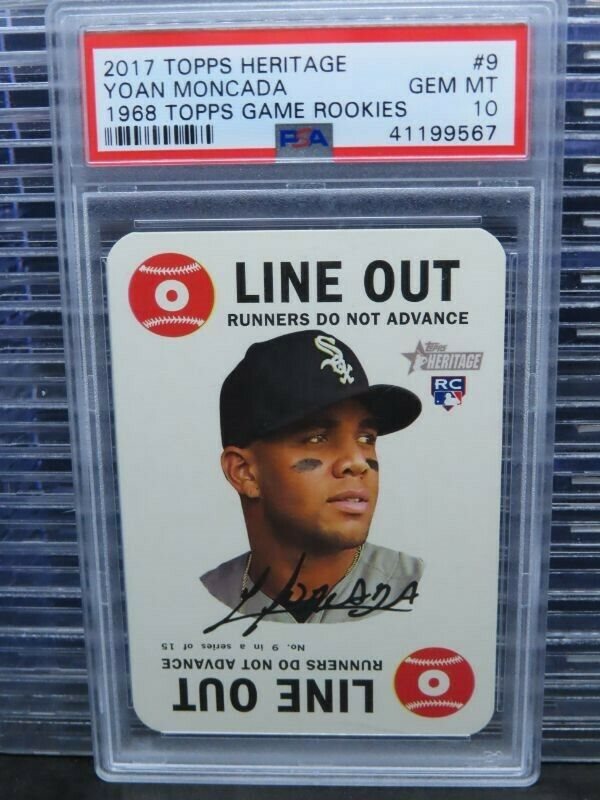 2017 TOPPS HERITAGE #9
YOAN MONCADA GEM MT
1968 TOPPS GAME ROOKIES 10
PSA 41199567
LINE OUT
RUNNERS DO NOT ADVANCE
Topps
HERITAGE
RC
Sox
Y. Moncada
No. 9 in a series of 15
RUNNERS DO NOT ADVANCE
LINE OUT